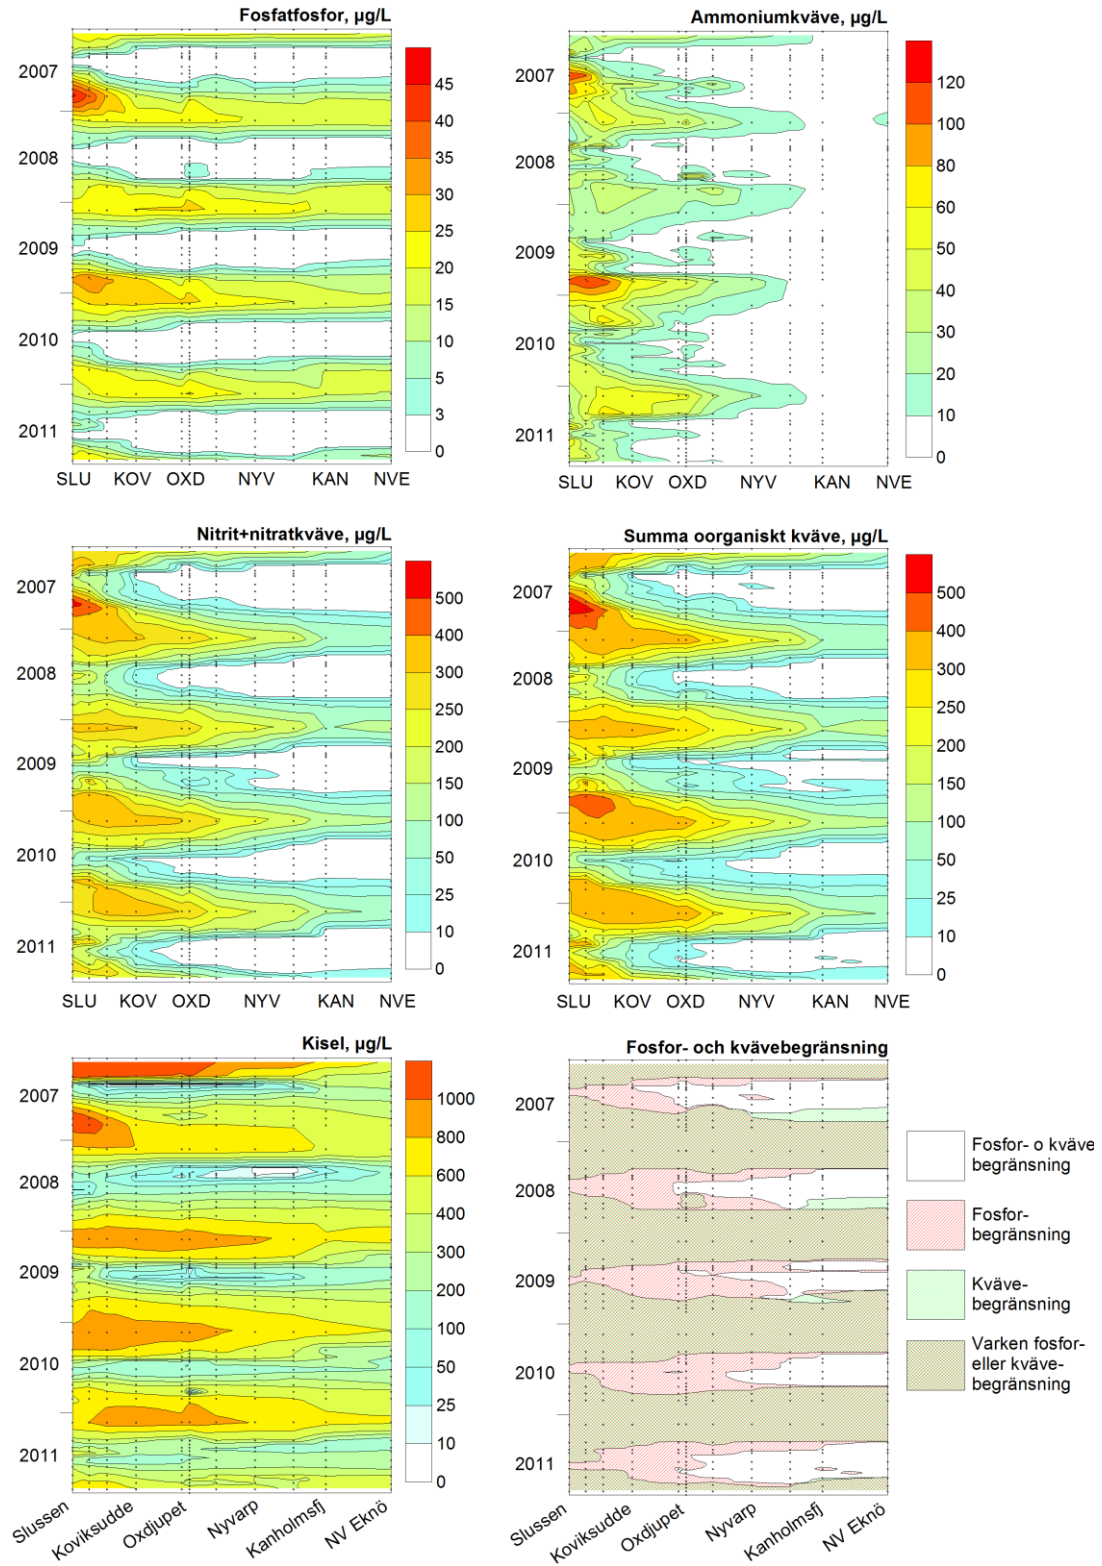 Fosfatfosfor, µg/L
2007
2008
2009
2010
2011
45
40
35
30
25
20
15
10
5
3
0
SLU KOV OXD NYV KAN NVE
Ammoniumkväve, µg/L
2007
2008
2009
2010
2011
120
100
80
60
50
40
30
20
10
0
SLU KOV OXD NYV KAN NVE
Nitrit+nitratkväve, µg/L
2007
2008
2009
2010
2011
500
400
300
250
200
150
100
50
25
10
0
SLU KOV OXD NYV KAN NVE
Summa oorganiskt kväve, µg/L
2007
2008
2009
2010
2011
500
400
300
250
200
150
100
50
25
10
0
SLU KOV OXD NYV KAN NVE
Kisel, µg/L
2007
2008
2009
2010
2011
1000
800
600
400
300
200
100
50
25
10
0
Slussen
Koviksudde
Oxdjupet
Nyvarp
Kanholmsfj
NV Eknö
Fosfor- och kvävebegränsning
2007
2008
2009
2010
2011
Fosfor- o kväve
begränsning
Fosfor-
begränsning
Kväve-
begränsning
Varken fosfor-
eller kväve-
begränsning
Slussen
Koviksudde
Oxdjupet
Nyvarp
Kanholmsfj
NV Eknö